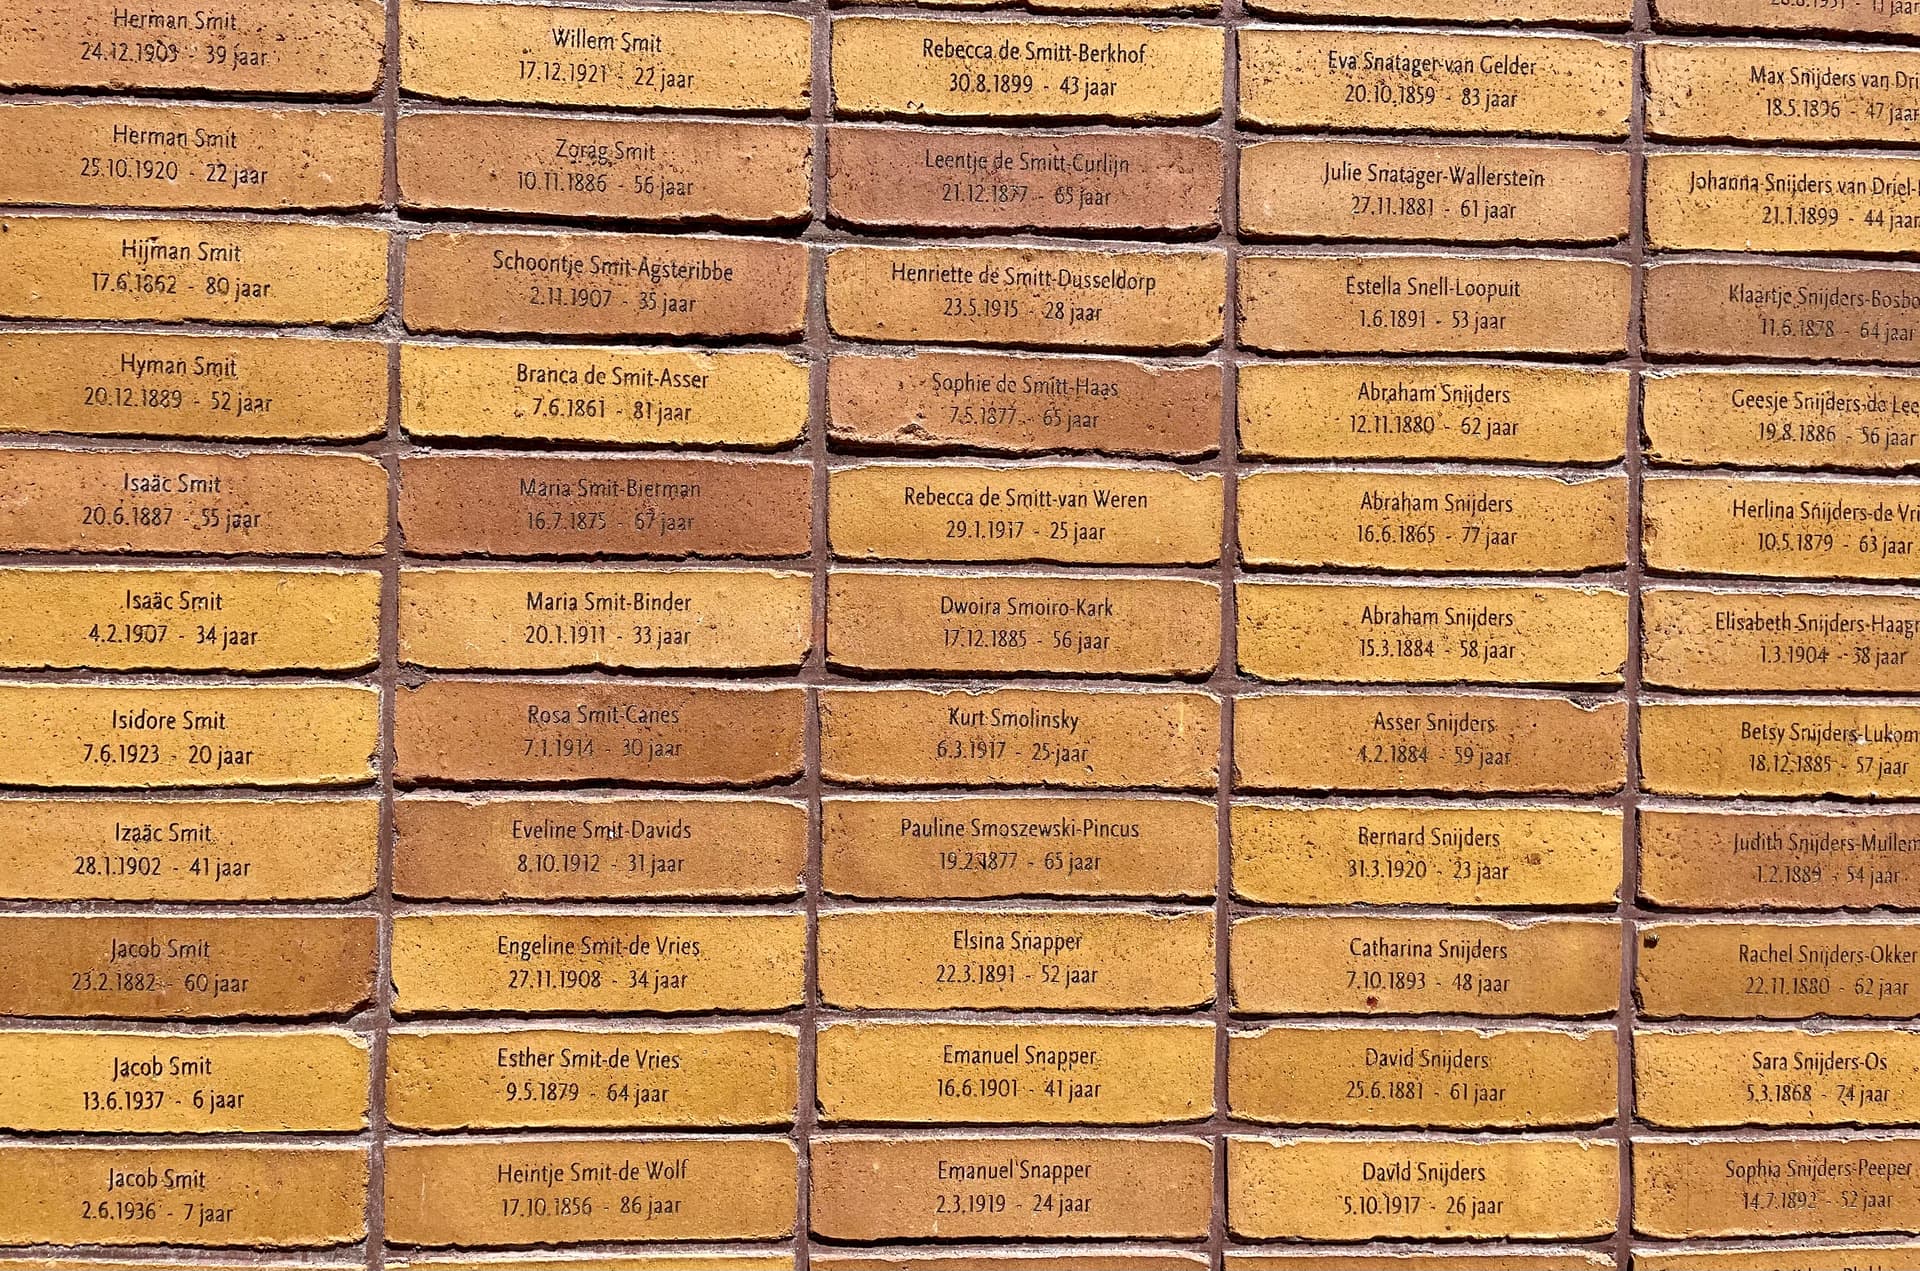 Herman Smit
24.12.1903 - 39 jaar
Herman Smit
25.10.1920 - 22 jaar
Hijman Smit
17.6.1862 - 80 jaar
Hyman Smit
20.12.1889 - 52 jaar
Isaäc Smit
20.6.1887 - 55 jaar
Isaäc Smit
4.2.1907 - 34 jaar
Isidore Smit
7.6.1923 - 20 jaar
Izaäc Smit
28.1.1902 - 41 jaar
Jacob Smit
23.2.1882 - 60 jaar
Jacob Smit
13.6.1937 - 6 jaar
Jacob Smit
2.6.1936 - 7 jaar
Willem Smit
17.12.1921 - 22 jaar
Zorag Smit
10.11.1886 - 56 jaar
Schoontje Smit-Agsteribbe
2.11.1907 - 35 jaar
Branca de Smit-Asser
7.6.1861 - 81 jaar
Maria Smit-Bierman
16.7.1875 - 67 jaar
Maria Smit-Binder
20.1.1911 - 33 jaar
Rosa Smit-Canes
7.1.1914 - 30 jaar
Eveline Smit-Davids
8.10.1912 - 31 jaar
Engeline Smit-de Vries
27.11.1908 - 34 jaar
Esther Smit-de Vries
9.5.1879 - 64 jaar
Heintje Smit-de Wolf
17.10.1856 - 86 jaar
Rebecca de Smitt-Berkhof
30.8.1899 - 43 jaar
Leentje de Smitt-Curlijn
21.12.1877 - 65 jaar
Henriette de Smitt-Dusseldorp
23.5.1915 - 28 jaar
Sophie de Smitt-Haas
7.5.1877 - 65 jaar
Rebecca de Smitt-van Weren
29.1.1917 - 25 jaar
Dwoira Smoiro-Kark
17.12.1885 - 56 jaar
Kurt Smolinsky
6.3.1917 - 25 jaar
Pauline Smoszewski-Pincus
19.2.1877 - 65 jaar
Elsina Snapper
22.3.1891 - 52 jaar
Emanuel Snapper
16.6.1901 - 41 jaar
Emanuel Snapper
2.3.1919 - 24 jaar
Eva Snatager-van Gelder
20.10.1859 - 83 jaar
Julie Snatager-Wallerstein
27.11.1881 - 61 jaar
Estella Snell-Loopuit
1.6.1891 - 53 jaar
Abraham Snijders
12.11.1880 - 62 jaar
Abraham Snijders
16.6.1865 - 77 jaar
Abraham Snijders
15.3.1884 - 58 jaar
Asser Snijders
4.2.1884 - 59 jaar
Bernard Snijders
31.3.1920 - 23 jaar
Catharina Snijders
7.10.1893 - 48 jaar
David Snijders
25.6.1881 - 61 jaar
David Snijders
5.10.1917 - 26 jaar
Max Snijders van
18.5.1896 - 47 jaar
Johanna Snijders van Driel-
21.1.1899 - 44 jaar
Klaartje Snijders-
11.6.1878 - 64 jaar
Geesje Snijders-de
19.8.1886 - 56 jaar
Herlina Snijders-de
10.5.1879 - 63 jaar
Elisabeth Snijders-
1.3.1904 - 38 jaar
Betsy Snijders-
18.12.1885 - 57 jaar
Judith Snijders-
1.2.1889 - 54 jaar
Rachel Snijders-Okker
22.11.1880 - 62 jaar
Sara Snijders-Os
5.3.1868 - 74 jaar
Sophia Snijders-Peeper
14.7.1892 - 52 jaar